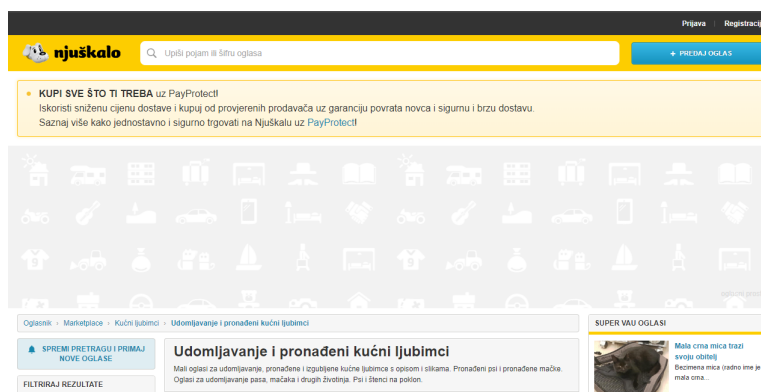 Prijava
njuškalo
Upiši pojam ili šifru oglasa
+ PREDAJ OGLAS
KUPI SVE ŠTO TI TREBA uz PayProtect!
Iskoristi sniženu cijenu dostave i kupuj od provjerenih prodavača uz garanciju povrata novca i sigurnu i brzu dostavu.
Saznaj više kako jednostavno i sigurno trgovati na Njuškalu uz PayProtect!
9 9
Oglasnik › Marketplace › Kućni ljubimci › Udomljavanje i pronađeni kućni ljubimci
SUPER VAU OGLASI
SPREMI PRETRAGU I PRIMAJ
NOVE OGLASE
Udomljavanje i pronađeni kućni ljubimci
Mali oglasi za udomljavanje, pronađene i izgubljene kućne ljubimce s opisom i slikama. Pronađeni psi i pronađene mačke.
Oglasi za udomljavanje pasa, mačaka i drugih životinja. Psi i štenci na poklon.
Mala crna mica trazi
svoju obitelj
Bezimena mica (radno ime je
mala crna...
FILTRIRAJ REZULTATE